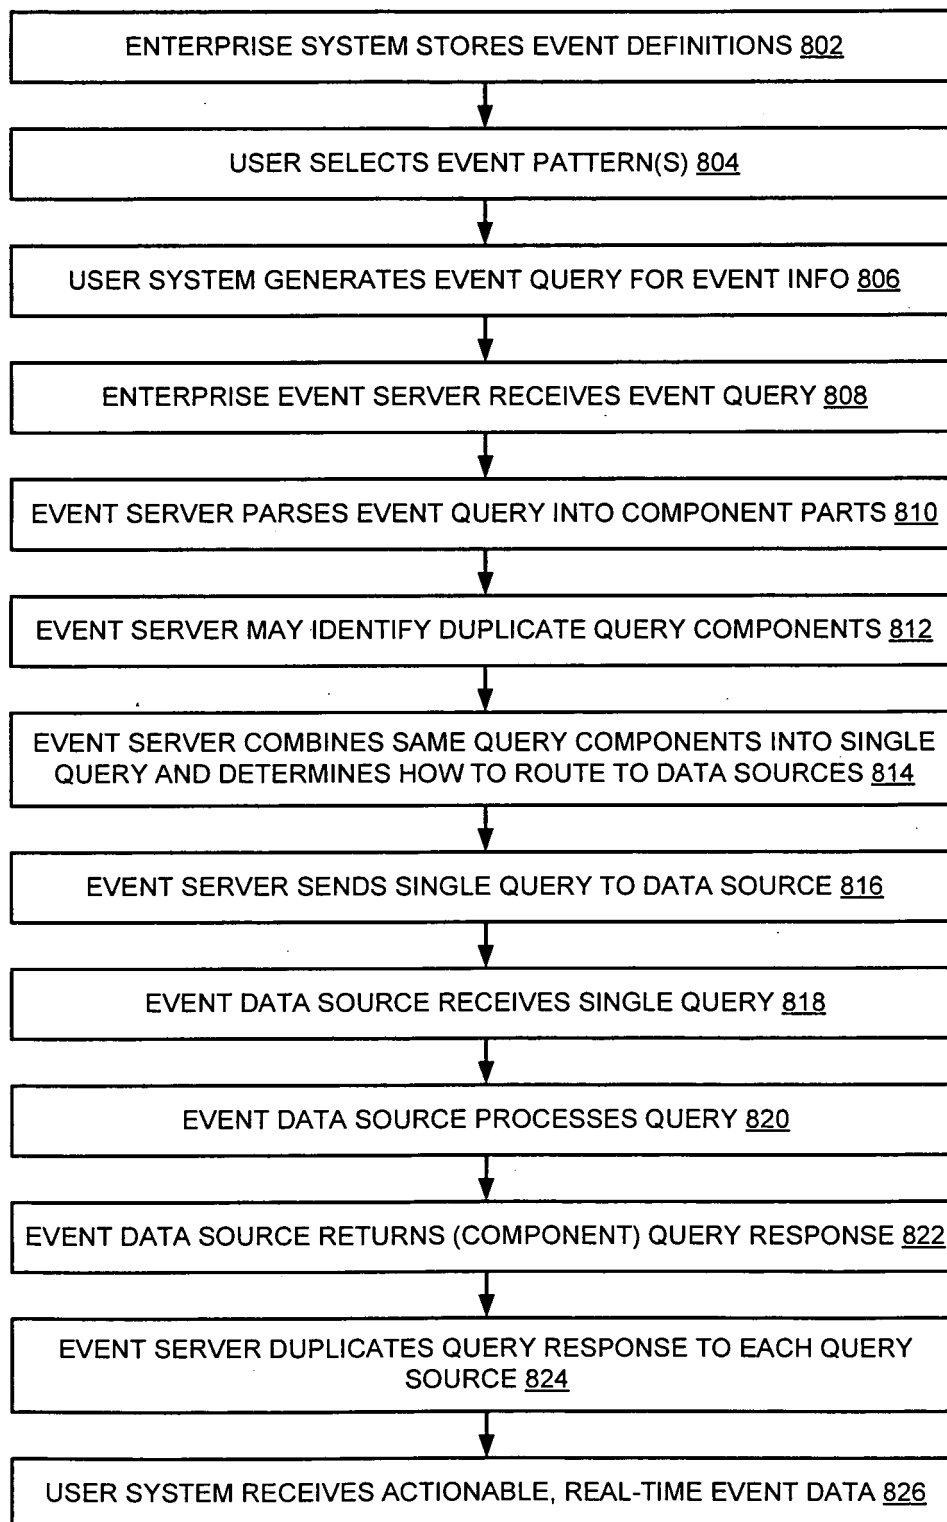 ENTERPRISE SYSTEM STORES EVENT DEFINITIONS 802
USER SELECTS EVENT PATTERN(S) 804
USER SYSTEM GENERATES EVENT QUERY FOR EVENT INFO 806
ENTERPRISE EVENT SERVER RECEIVES EVENT QUERY 808
EVENT SERVER PARSES EVENT QUERY INTO COMPONENT PARTS 810
EVENT SERVER MAY IDENTIFY DUPLICATE QUERY COMPONENTS 812
EVENT SERVER COMBINES SAME QUERY COMPONENTS INTO SINGLE
QUERY AND DETERMINES HOW TO ROUTE TO DATA SOURCES 814
EVENT SERVER SENDS SINGLE QUERY TO DATA SOURCE 816
EVENT DATA SOURCE RECEIVES SINGLE QUERY 818
EVENT DATA SOURCE PROCESSES QUERY 820
EVENT DATA SOURCE RETURNS (COMPONENT) QUERY RESPONSE 822
EVENT SERVER DUPLICATES QUERY RESPONSE TO EACH QUERY
SOURCE 824
USER SYSTEM RECEIVES ACTIONABLE, REAL-TIME EVENT DATA 826